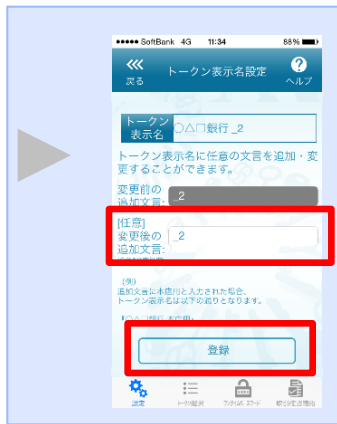 ●●●●● SoftBank 4G 11:34 88%
戻る
トークン表示名設定
?
ヘルプ
トークン
表示名
○△□銀行 _2
トークン表示名に任意の文言を追加・変
更することができます。
変更前の
追加文言:
_2
[任意]
変更後の
追加文言:
_2
(例)
追加文言に本店用と入力された場合、
トークン表示名は以下の通りとなります。
登録
設定
トークン選択
ワンタイムパスワード